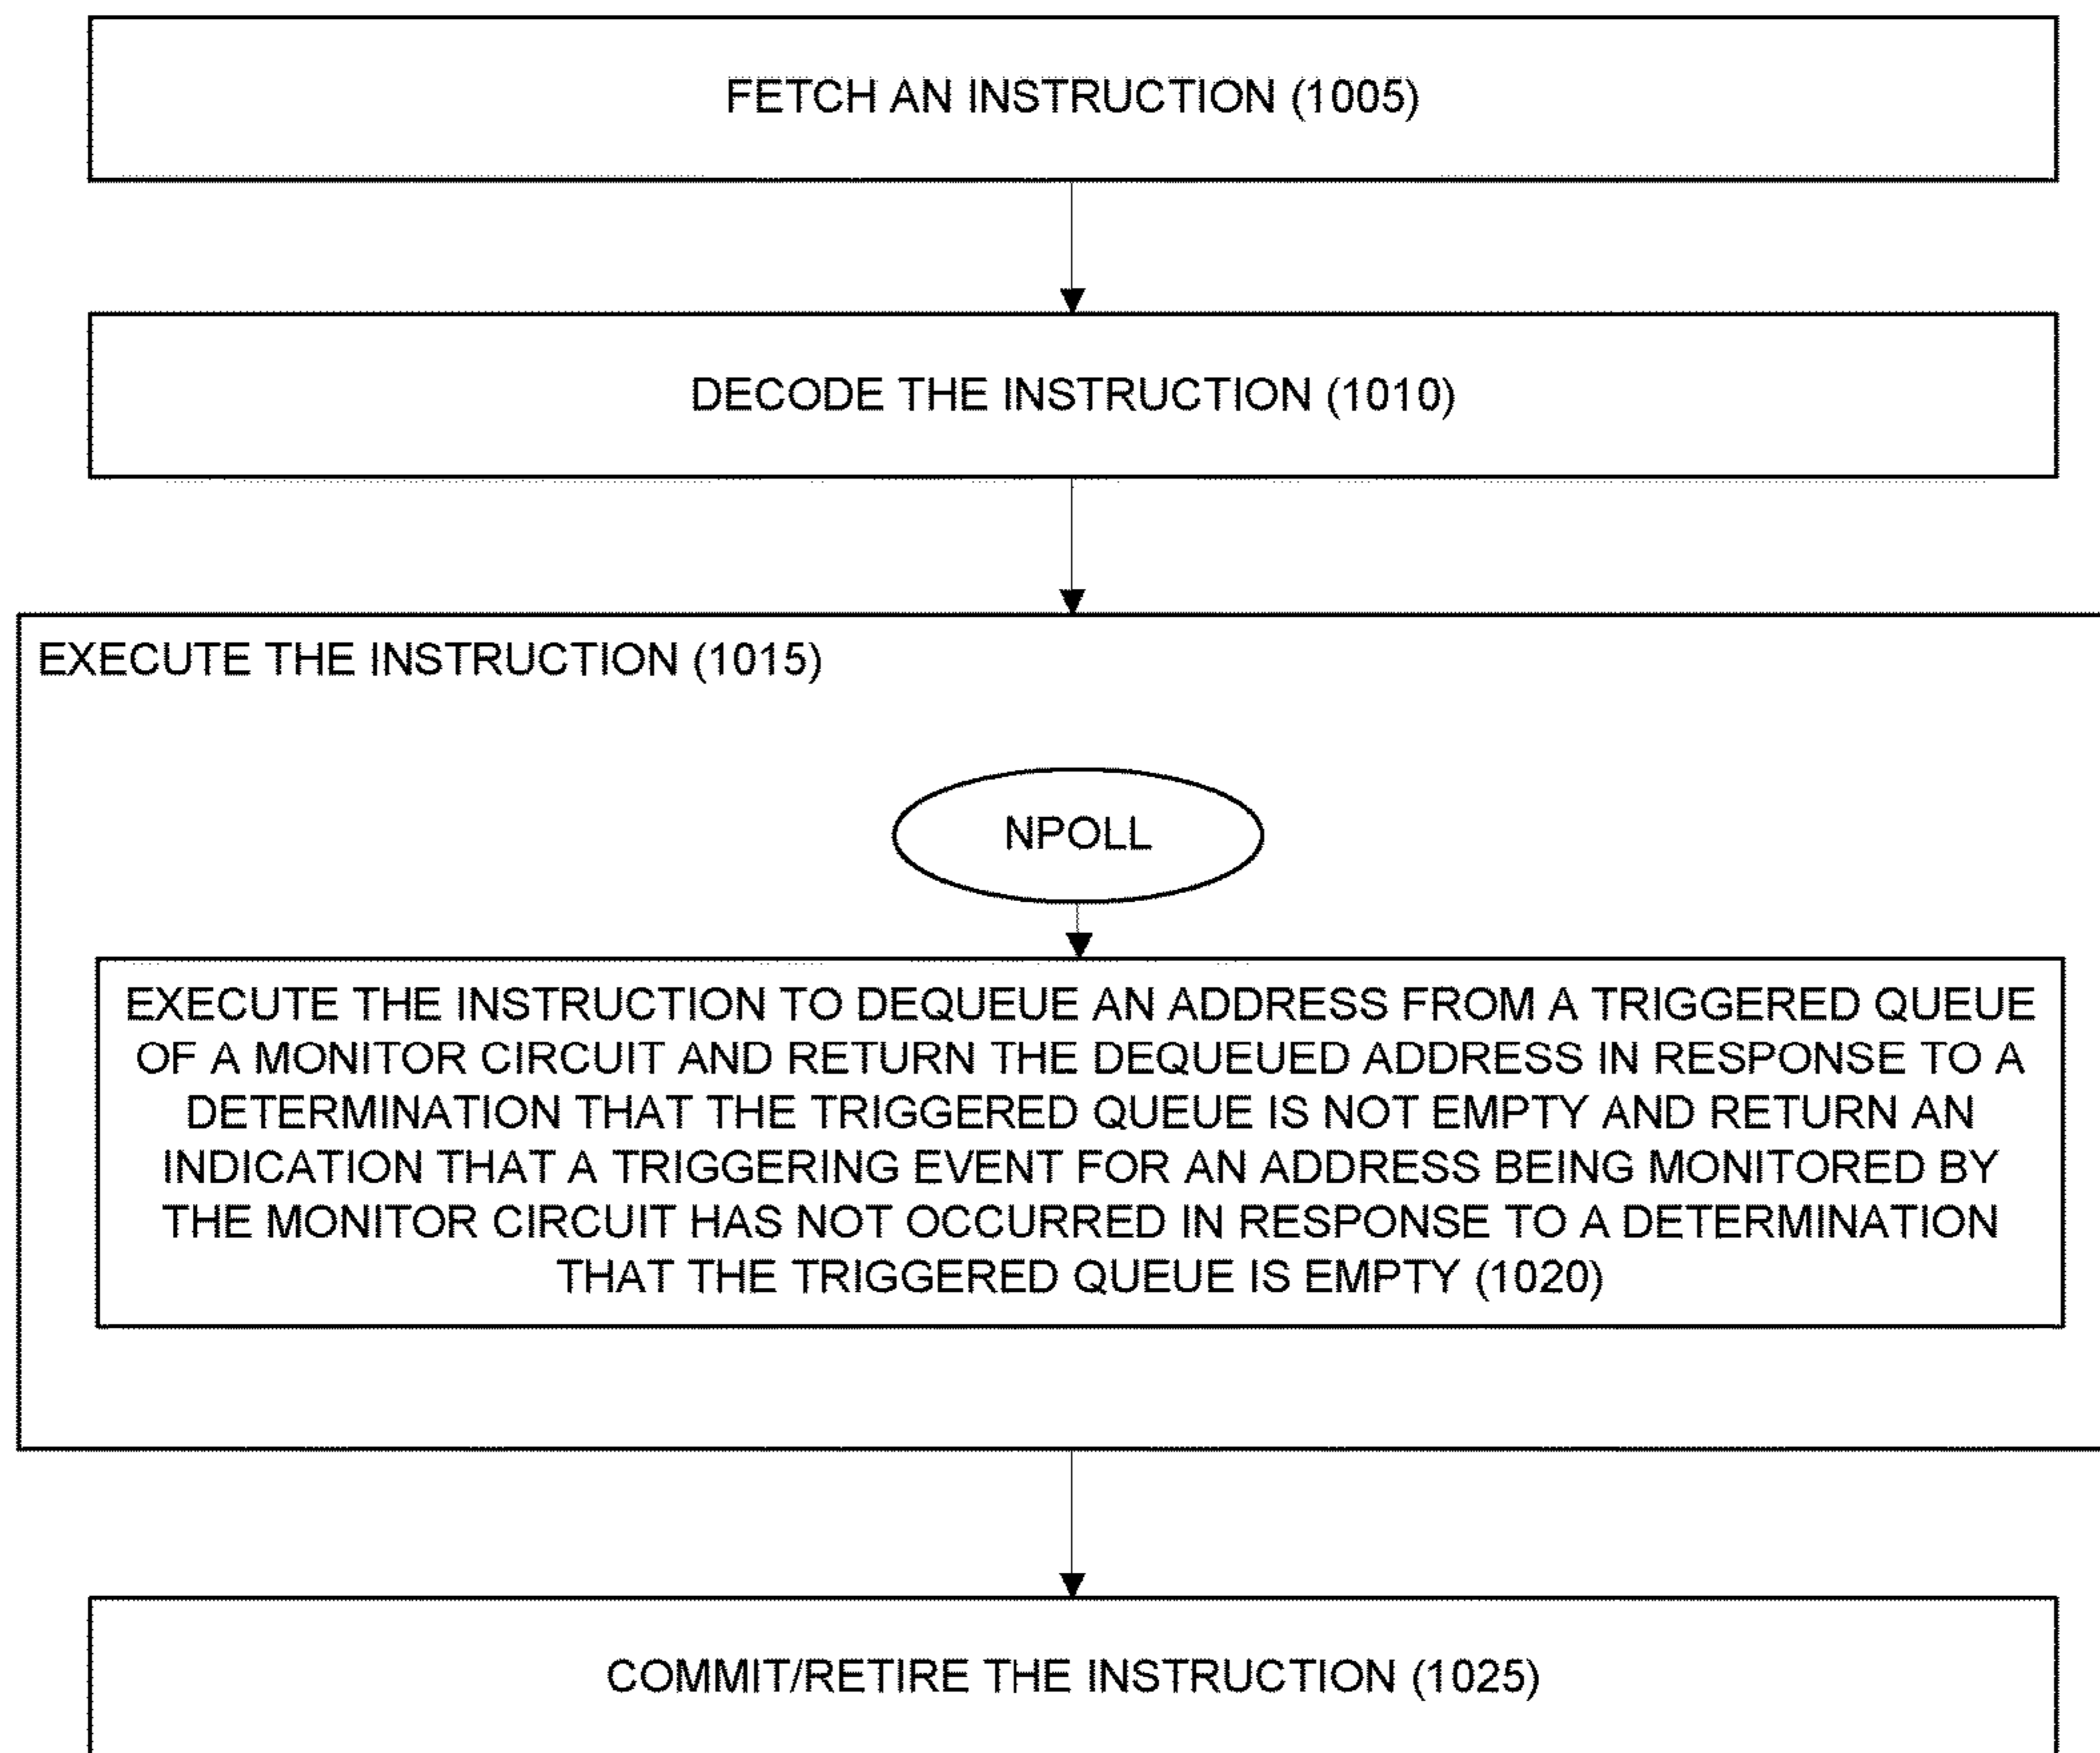 FETCH AN INSTRUCTION (1005)
DECODE THE INSTRUCTION (1010)
EXECUTE THE INSTRUCTION (1015)
NPOLL
EXECUTE THE INSTRUCTION TO DEQUEUE AN ADDRESS FROM A TRIGGERED QUEUE
OF A MONITOR CIRCUIT AND RETURN THE DEQUEUED ADDRESS IN RESPONSE TO A
DETERMINATION THAT THE TRIGGERED QUEUE IS NOT EMPTY AND RETURN AN
INDICATION THAT A TRIGGERING EVENT FOR AN ADDRESS BEING MONITORED BY
THE MONITOR CIRCUIT HAS NOT OCCURRED IN RESPONSE TO A DETERMINATION
THAT THE TRIGGERED QUEUE IS EMPTY (1020)
COMMIT/RETIRE THE INSTRUCTION (1025)